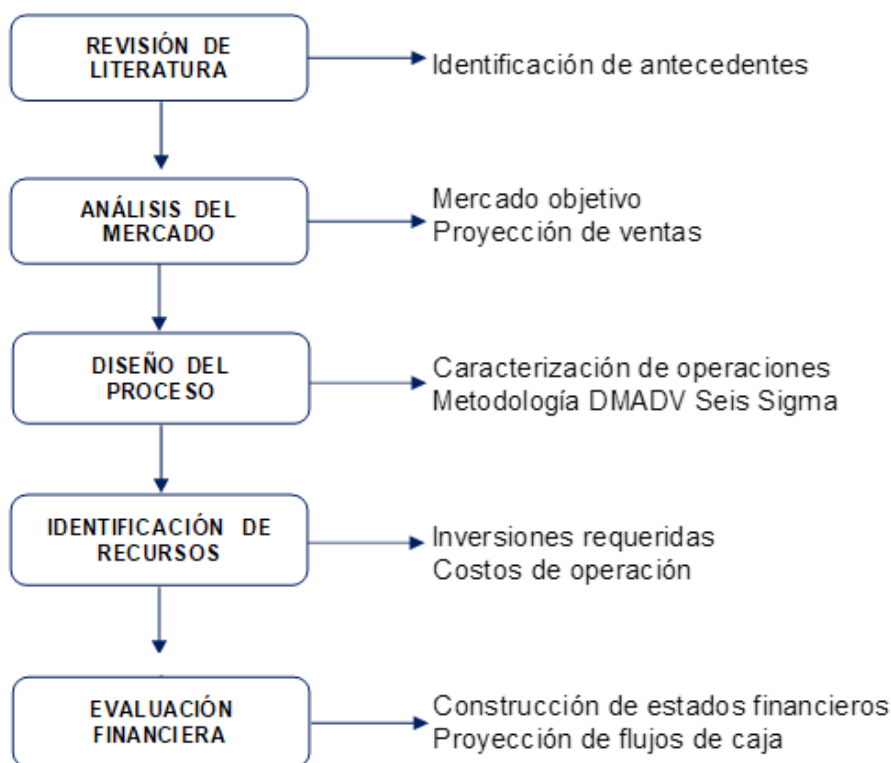 REVISIÓN DE
LITERATURA
Identificación de antecedentes
ANÁLISIS DEL
MERCADO
Mercado objetivo
Proyección de ventas
DISEÑO DEL
PROCESO
Caracterización de operaciones
Metodología DMADV Seis Sigma
IDENTIFICACIÓN DE
RECURSOS
Inversiones requeridas
Costos de operación
EVALUACIÓN
FINANCIERA
Construcción de estados financieros
Proyección de flujos de caja